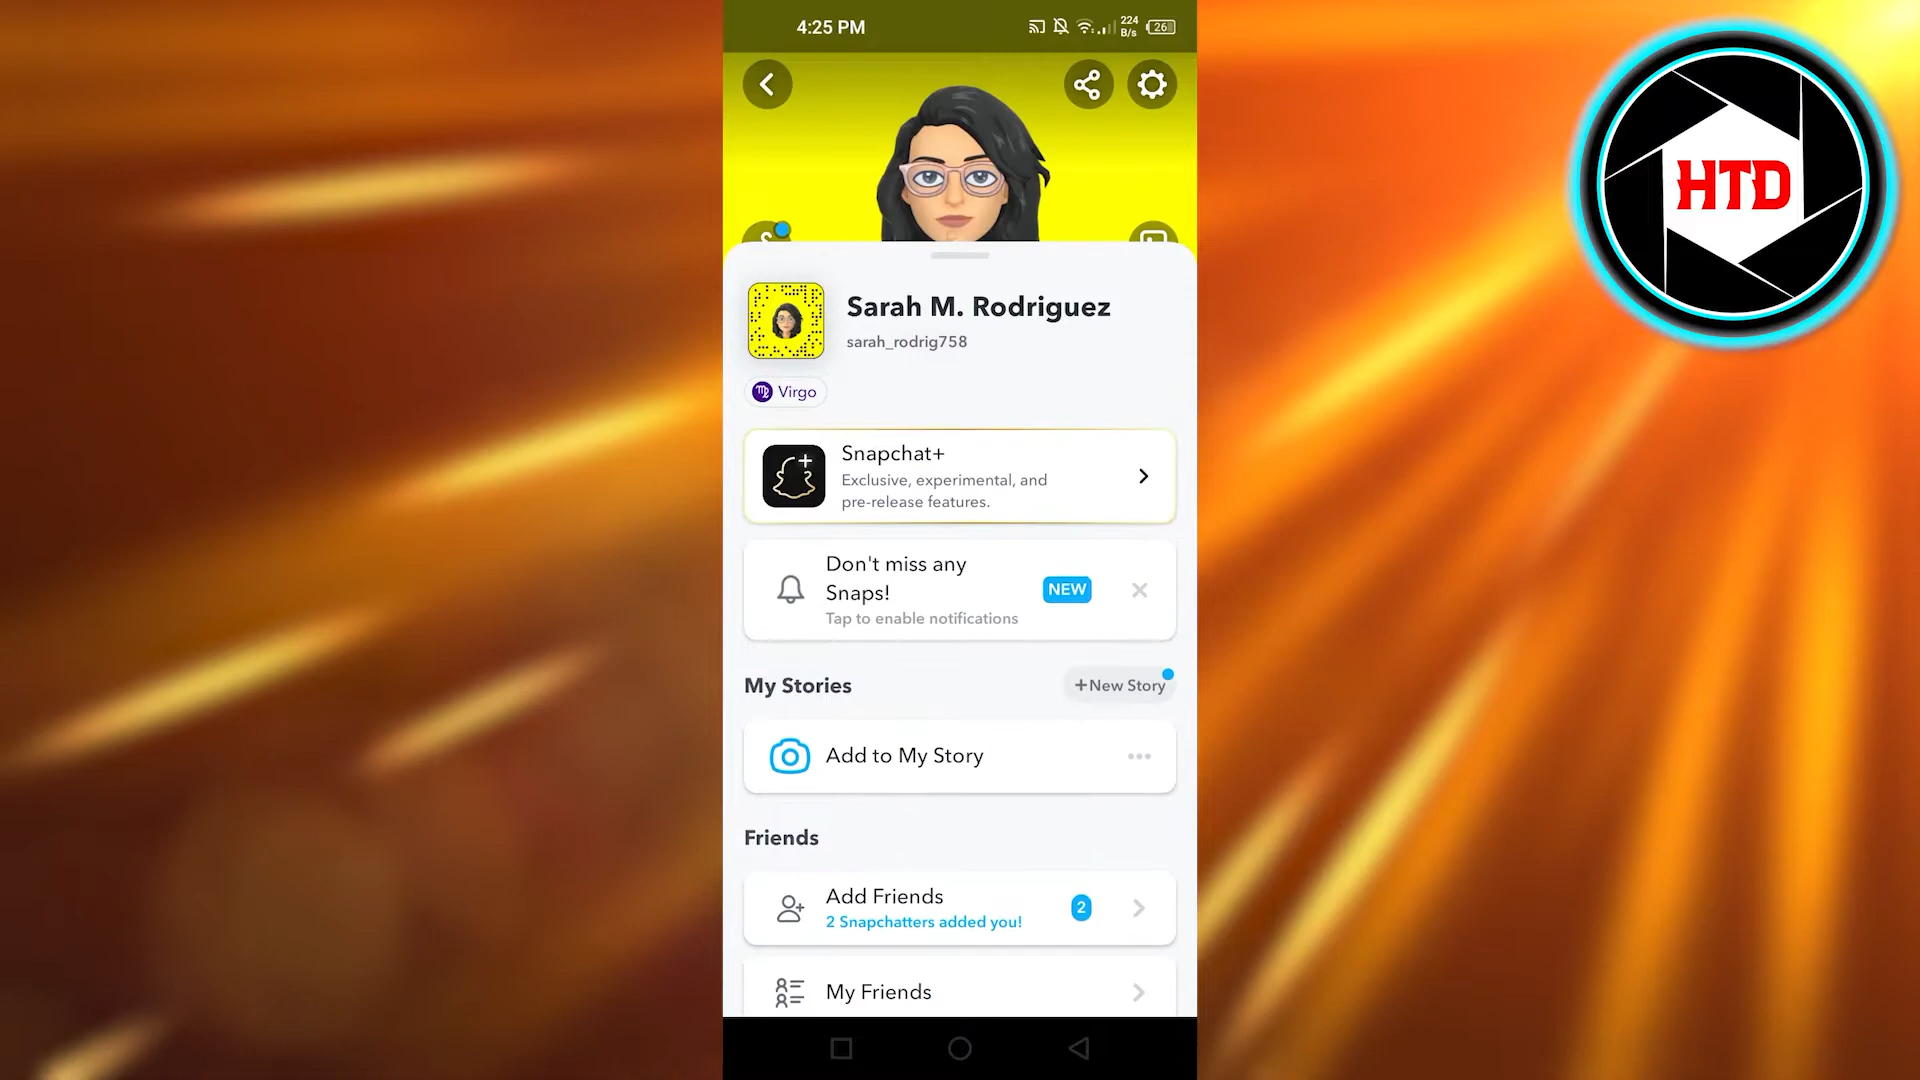 4:25 PM
224
B/s
26
HTD
Sarah M. Rodriguez
sarah_rodrig758
Virgo
Snapchat+
Exclusive, experimental, and
pre-release features.
Don't miss any
Snaps!
NEW
Tap to enable notifications
My Stories
+New Story
Add to My Story
Friends
Add Friends
2
2 Snapchatters added you!
My Friends